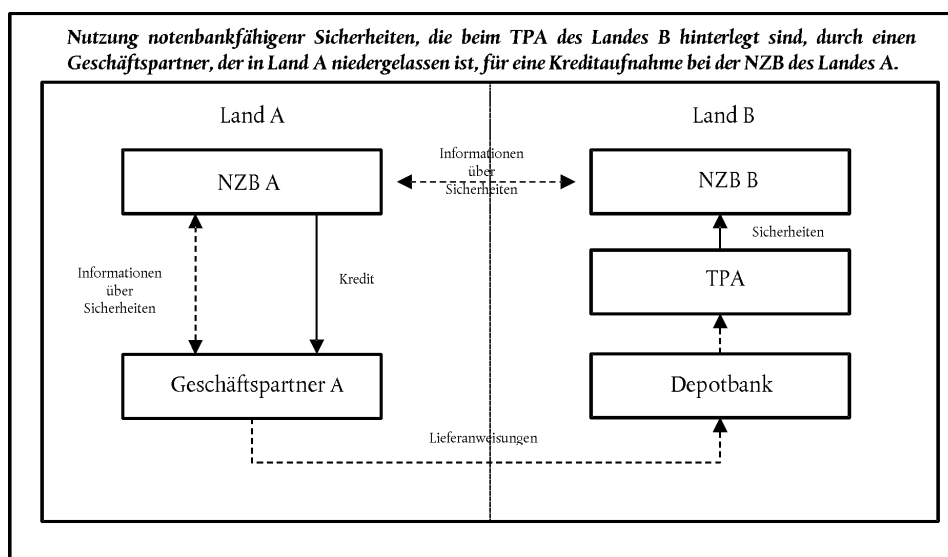 Nutzung notenbankfähigenr Sicherheiten, die beim TPA des Landes B hinterlegt sind, durch einen
Geschäftspartner, der in Land A niedergelassen ist, für eine Kreditaufnahme bei der NZB des Landes A.
Land A
Land B
NZB A
Informationen
über
Sicherheiten
NZB B
Sicherheiten
Informationen
über
Sicherheiten
Kredit
TPA
Geschäftspartner A
Depotbank
Lieferanweisungen